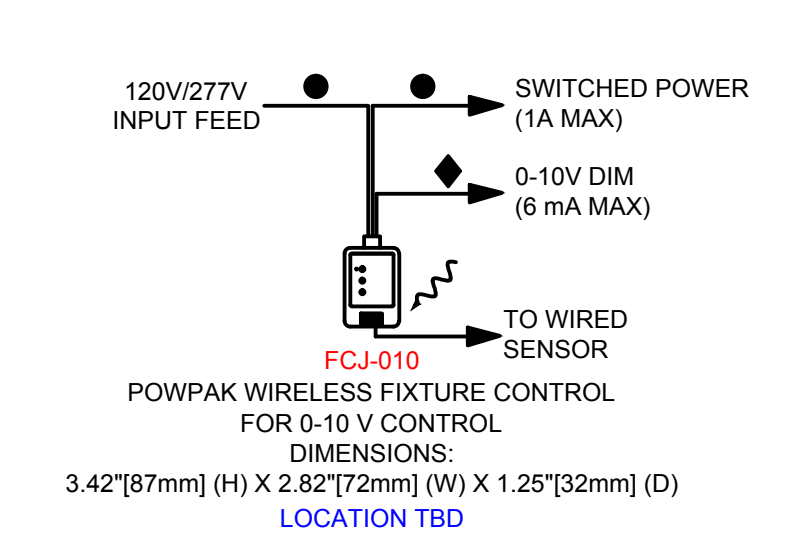 120V/277V
INPUT FEED
SWITCHED POWER
(1A MAX)
0-10V DIM
(6 mA MAX)
TO WIRED
SENSOR
FCJ-010
POWPAK WIRELESS FIXTURE CONTROL
FOR 0-10 V CONTROL
DIMENSIONS:
3.42"[87mm] (H) X 2.82"[72mm] (W) X 1.25"[32mm] (D)
LOCATION TBD